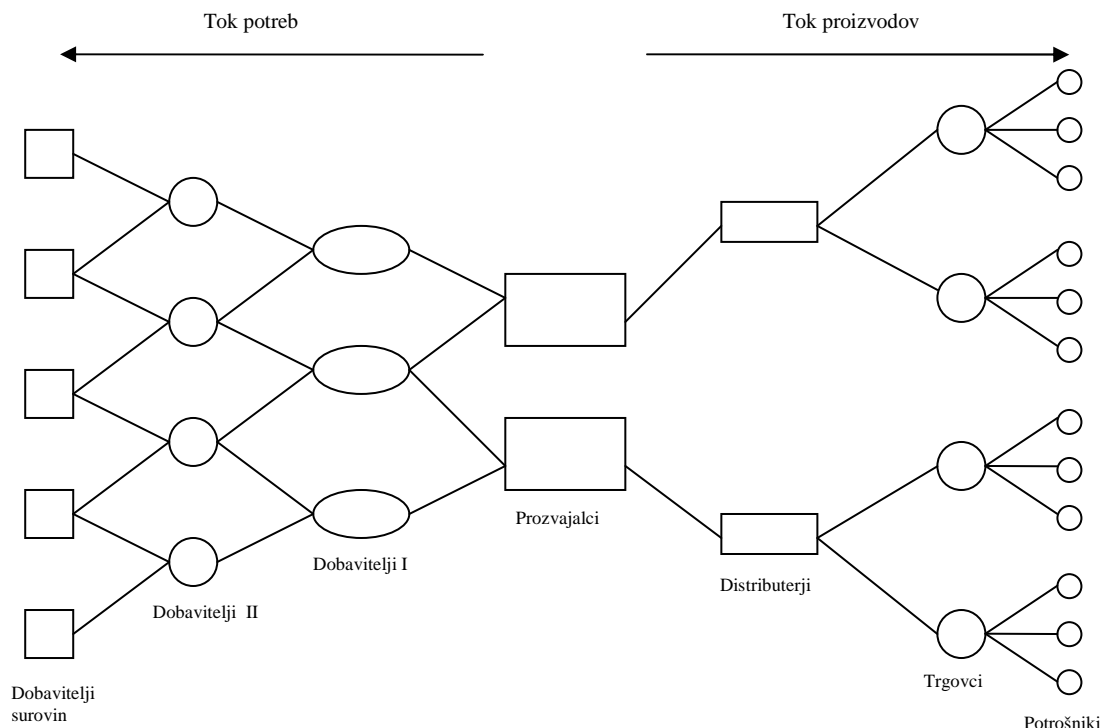 Tok potreb
Tok proizvodov
Prozvajalci
Dobavitelji I
Distributerji
Dobavitelji II
Trgovci
Dobavitelji
surovin
Potrošniki